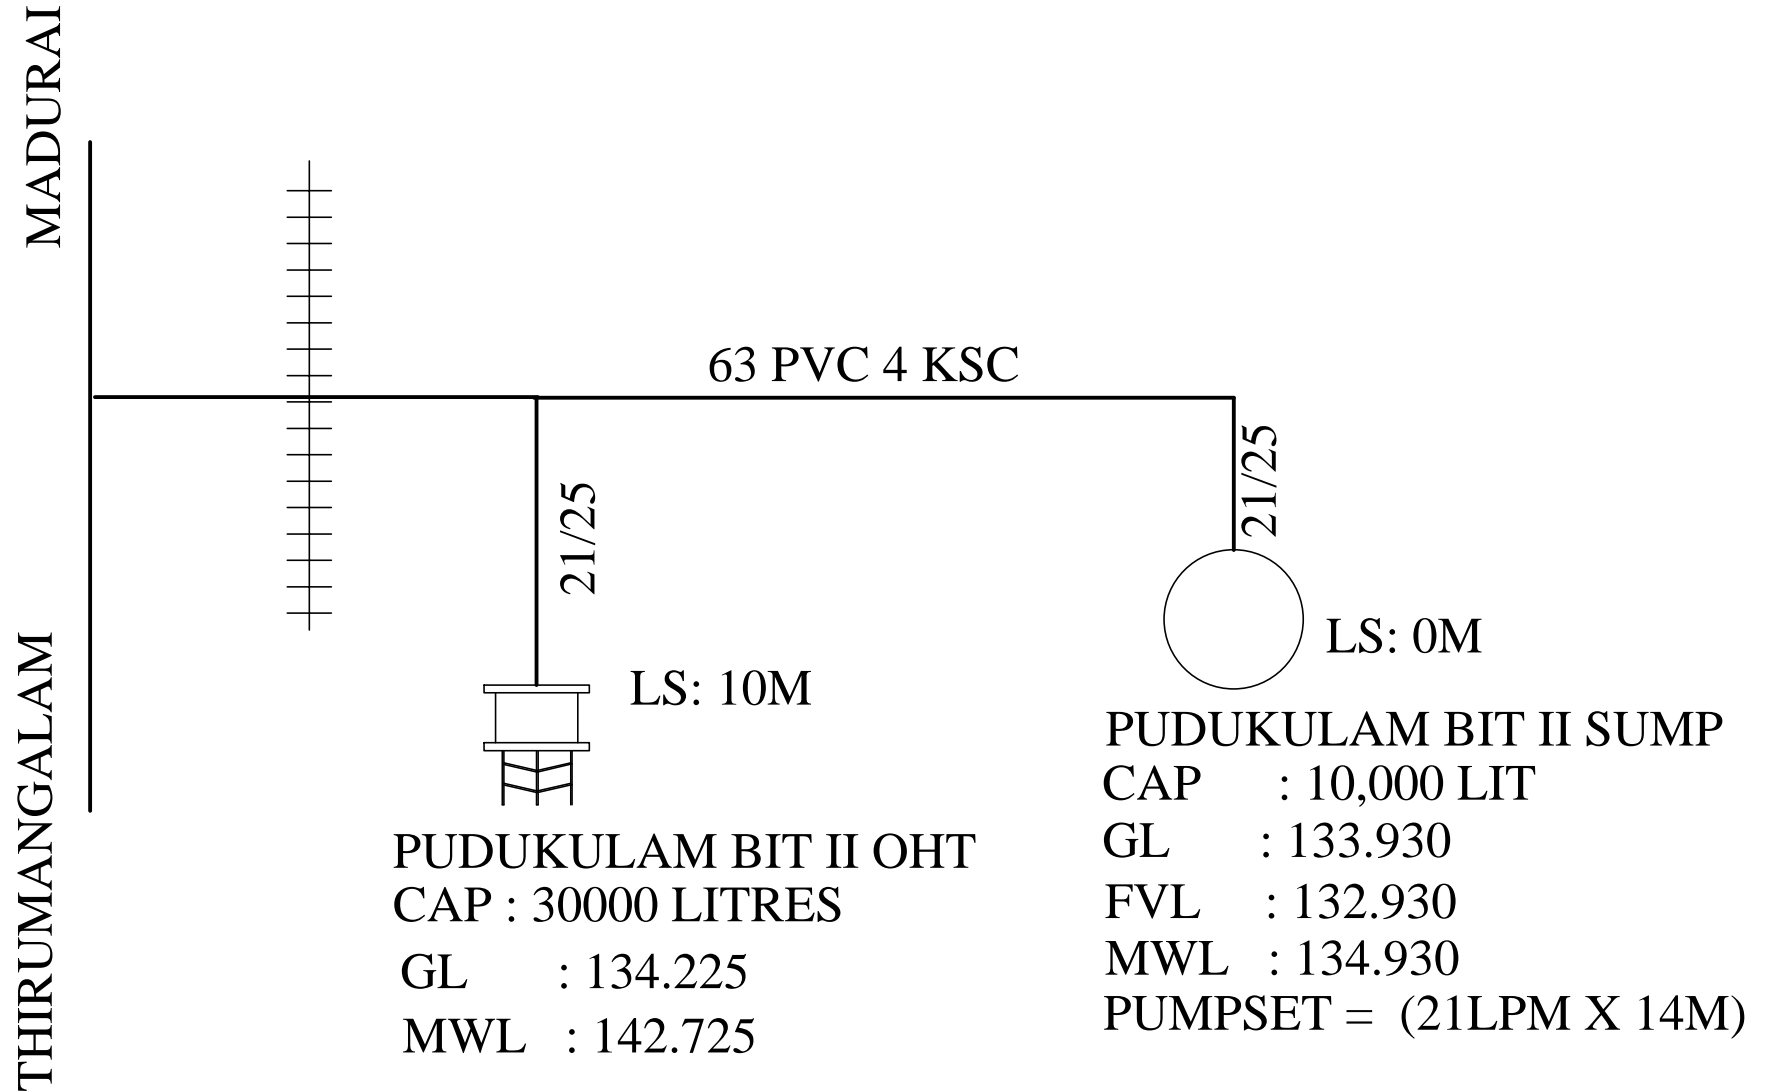 MADURAI
THIRUMANGALAM
63 PVC 4 KSC
21/25
21/25
LS: 10M
LS: 0M
PUDUKULAM BIT II OHT
CAP : 30000 LITRES
GL : 134.225
MWL : 142.725
PUDUKULAM BIT II SUMP
CAP : 10,000 LIT
GL : 133.930
FVL : 132.930
MWL : 134.930
PUMPSET = (21LPM X 14M)